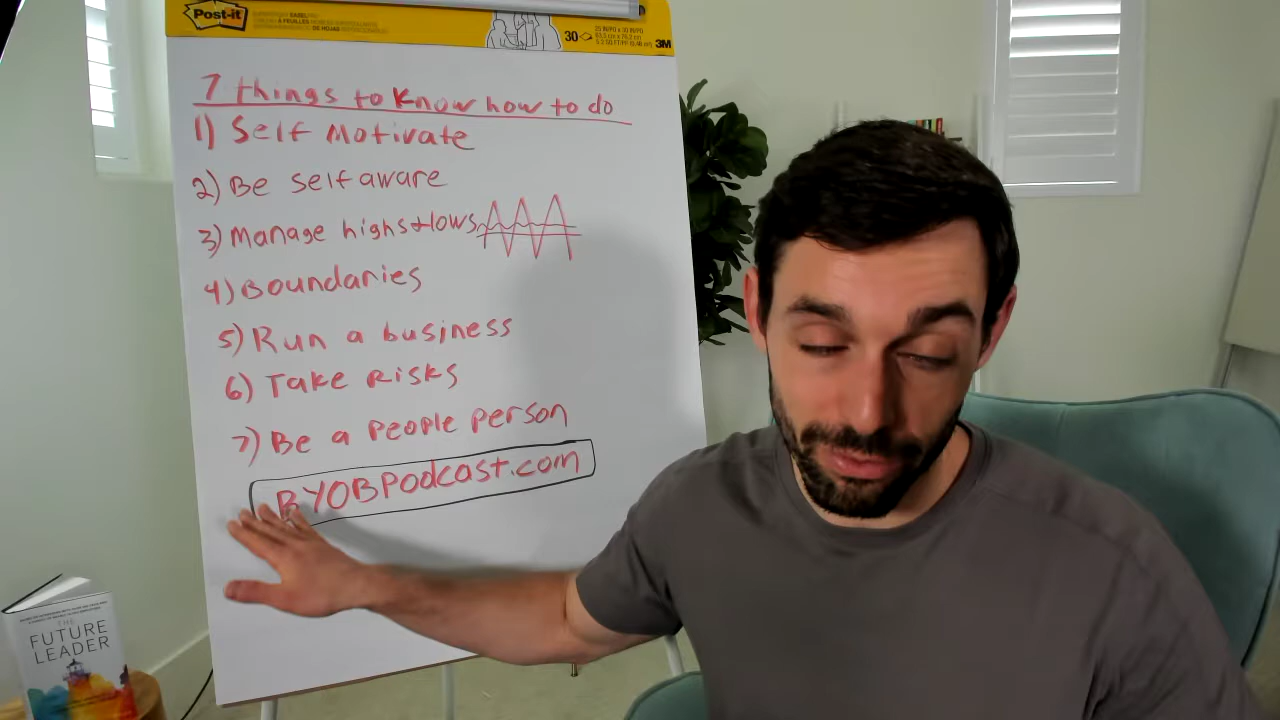 Post-it
30
3M
7 things to know how to do
1) Self Motivate
2) Be self aware
3) Manage highs + lows
4) Boundaries
5) Run a business
6) Take Risks
7) Be a people person
BYOBPodcast.com
THE
FUTURE
LEADER